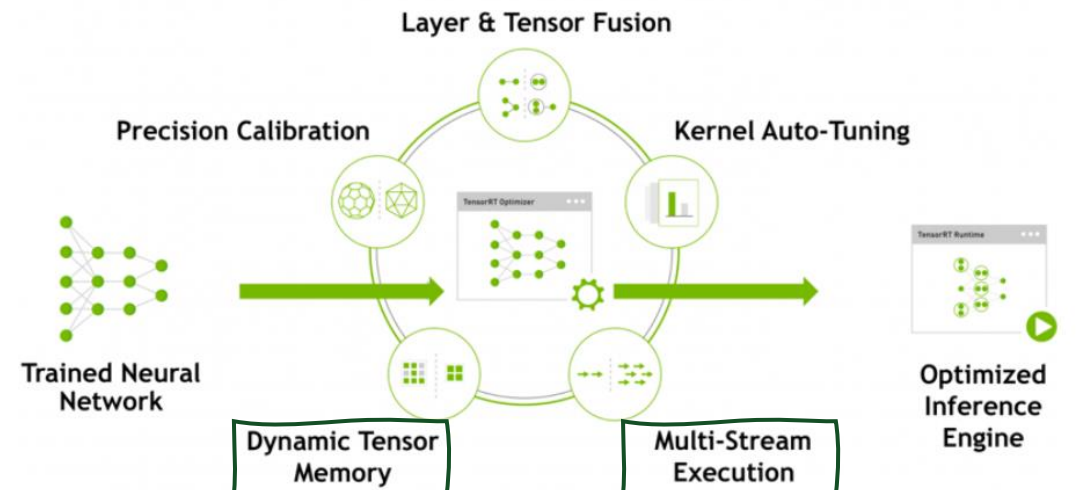 Layer & Tensor Fusion
Precision Calibration
Kernel Auto-Tuning
TensorRT Optimizer
TensorRT Runtime
Trained Neural
Network
Optimized
Inference
Engine
Dynamic Tensor
Memory
Multi-Stream
Execution